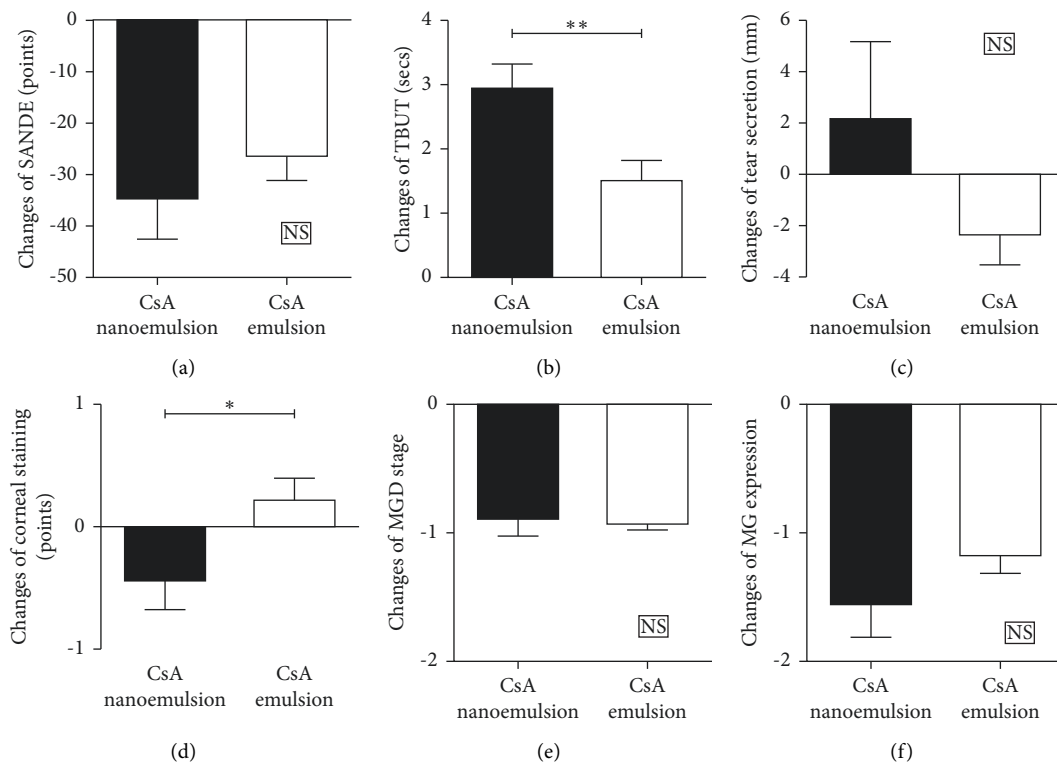 Changes of SANDE (points)
0
-10
-20
-30
-40
-50
NS
CsA
nanoemulsion
CsA
emulsion
(a)
Changes of TBUT (secs)
4
3
2
1
0
**
CsA
nanoemulsion
CsA
emulsion
(b)
Changes of tear secretion (mm)
6
4
2
0
-2
-4
NS
CsA
nanoemulsion
CsA
emulsion
(c)
Changes of corneal staining
(points)
1
0
-1
*
CsA
nanoemulsion
CsA
emulsion
(d)
Changes of MGD stage
0
-1
-2
NS
CsA
nanoemulsion
CsA
emulsion
(e)
Changes of MG expression
0
-1
-2
NS
CsA
nanoemulsion
CsA
emulsion
(f)